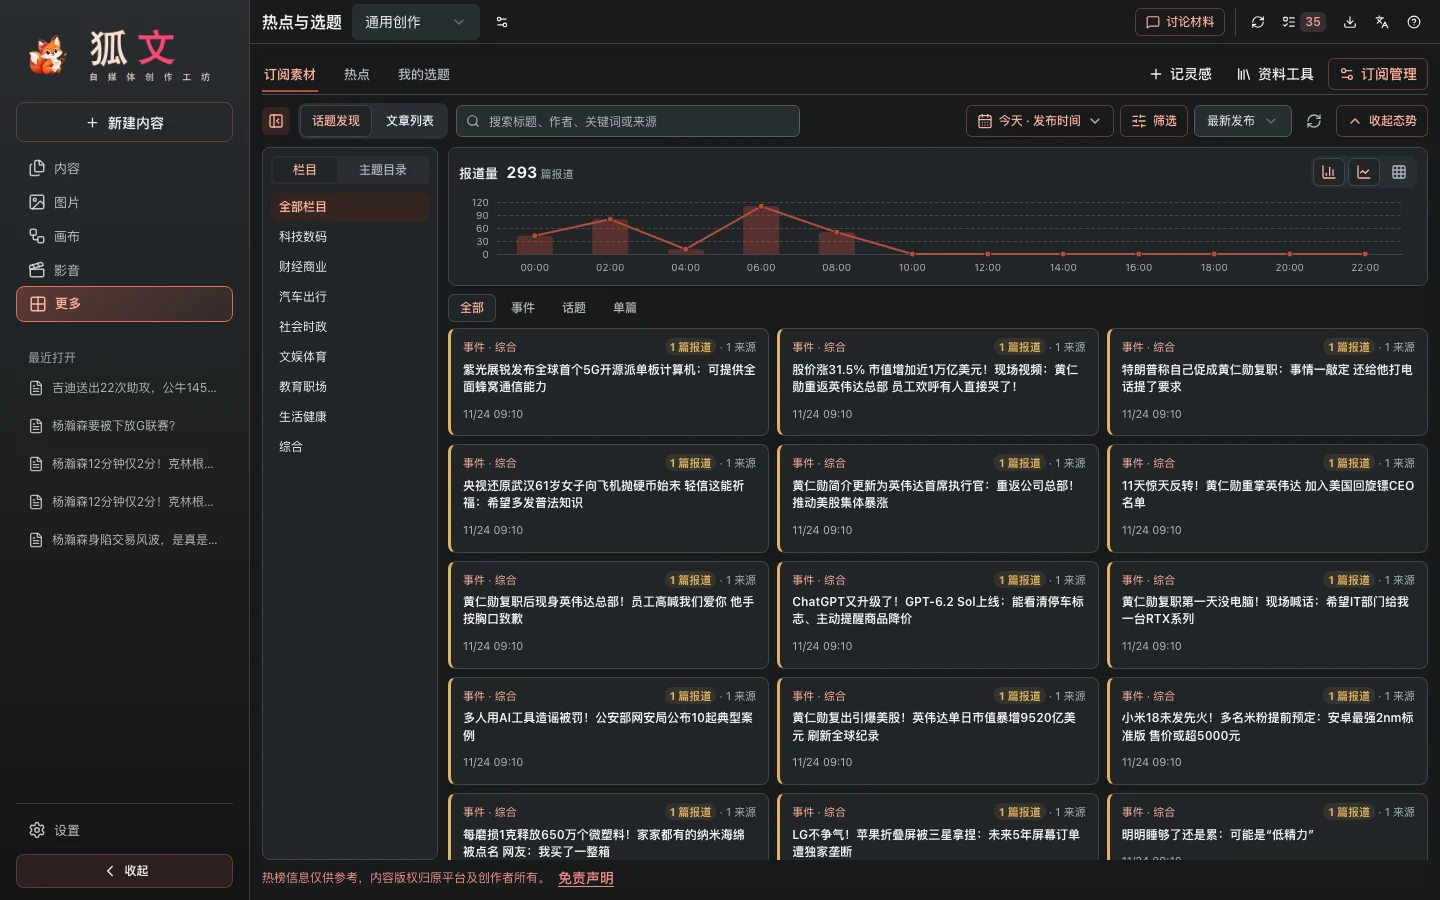 狐文
自媒体创作工坊
新建内容
内容
图片
画布
影音
更多
最近打开
吉迪送出22次助攻，公牛145...
杨瀚森要被下放G联赛?
杨瀚森12分钟仅2分！克林根...
杨瀚森12分钟仅2分！克林根...
杨瀚森身陷交易风波，是真是...
设置
收起
热点与选题
通用创作
讨论材料
35
订阅素材
热点
我的选题
记灵感
资料工具
订阅管理
话题发现
文章列表
搜索标题、作者、关键词或来源
今天 · 发布时间
筛选
最新发布
收起态势
栏目
主题目录
全部栏目
科技数码
财经商业
汽车出行
社会时政
文娱体育
教育职场
生活健康
综合
报道量 293 篇报道
120
90
60
30
0
00:00 02:00 04:00 06:00 08:00 10:00 12:00 14:00 16:00 18:00 20:00 22:00
全部
事件
话题
单篇
事件 · 综合 1 篇报道 · 1 来源
紫光展锐发布全球首个5G开源派单板计算机：可提供全
面蜂窝通信能力
11/24 09:10
事件 · 综合 1 篇报道 · 1 来源
股价涨31.5% 市值增加近1万亿美元！现场视频：黄仁
勋重返英伟达总部 员工欢呼有人直接哭了！
11/24 09:10
事件 · 综合 1 篇报道 · 1 来源
特朗普称自己促成黄仁勋复职：事情一敲定 还给他打电
话提了要求
11/24 09:10
事件 · 综合 1 篇报道 · 1 来源
央视还原武汉61岁女子向飞机抛硬币始末 轻信这能祈
福：希望多发普法知识
11/24 09:10
事件 · 综合 1 篇报道 · 1 来源
黄仁勋简介更新为英伟达首席执行官：重返公司总部！
推动美股集体暴涨
11/24 09:10
事件 · 综合 1 篇报道 · 1 来源
11天惊天反转！黄仁勋重掌英伟达 加入美国回旋镖CEO
名单
11/24 09:10
事件 · 综合 1 篇报道 · 1 来源
黄仁勋复职后现身英伟达总部！员工高喊我们爱你 他手
按胸口致歉
11/24 09:10
事件 · 综合 1 篇报道 · 1 来源
ChatGPT又升级了！GPT-6.2 Sol上线：能看清停车标
志、主动提醒商品降价
11/24 09:10
事件 · 综合 1 篇报道 · 1 来源
黄仁勋复职第一天没电脑！现场喊话：希望IT部门给我
一台RTX系列
11/24 09:10
事件 · 综合 1 篇报道 · 1 来源
多人用AI工具造谣被罚！公安部网安局公布10起典型案
例
11/24 09:10
事件 · 综合 1 篇报道 · 1 来源
黄仁勋复出引爆美股！英伟达单日市值暴增9520亿美
元 刷新全球纪录
11/24 09:10
事件 · 综合 1 篇报道 · 1 来源
小米18未发先火！多名米粉提前预定：安卓最强2nm标
准版 售价或超5000元
11/24 09:10
事件 · 综合 1 篇报道 · 1 来源
每磨损1克释放650万个微塑料！家家都有的纳米海绵
被点名 网友：我买了一整箱
事件 · 综合 1 篇报道 · 1 来源
LG不争气！苹果折叠屏被三星拿捏：未来5年屏幕订单
遭独家垄断
事件 · 综合 1 篇报道 · 1 来源
明明睡够了还是累：可能是“低精力”
热榜信息仅供参考，内容版权归原平台及创作者所有。 免责声明